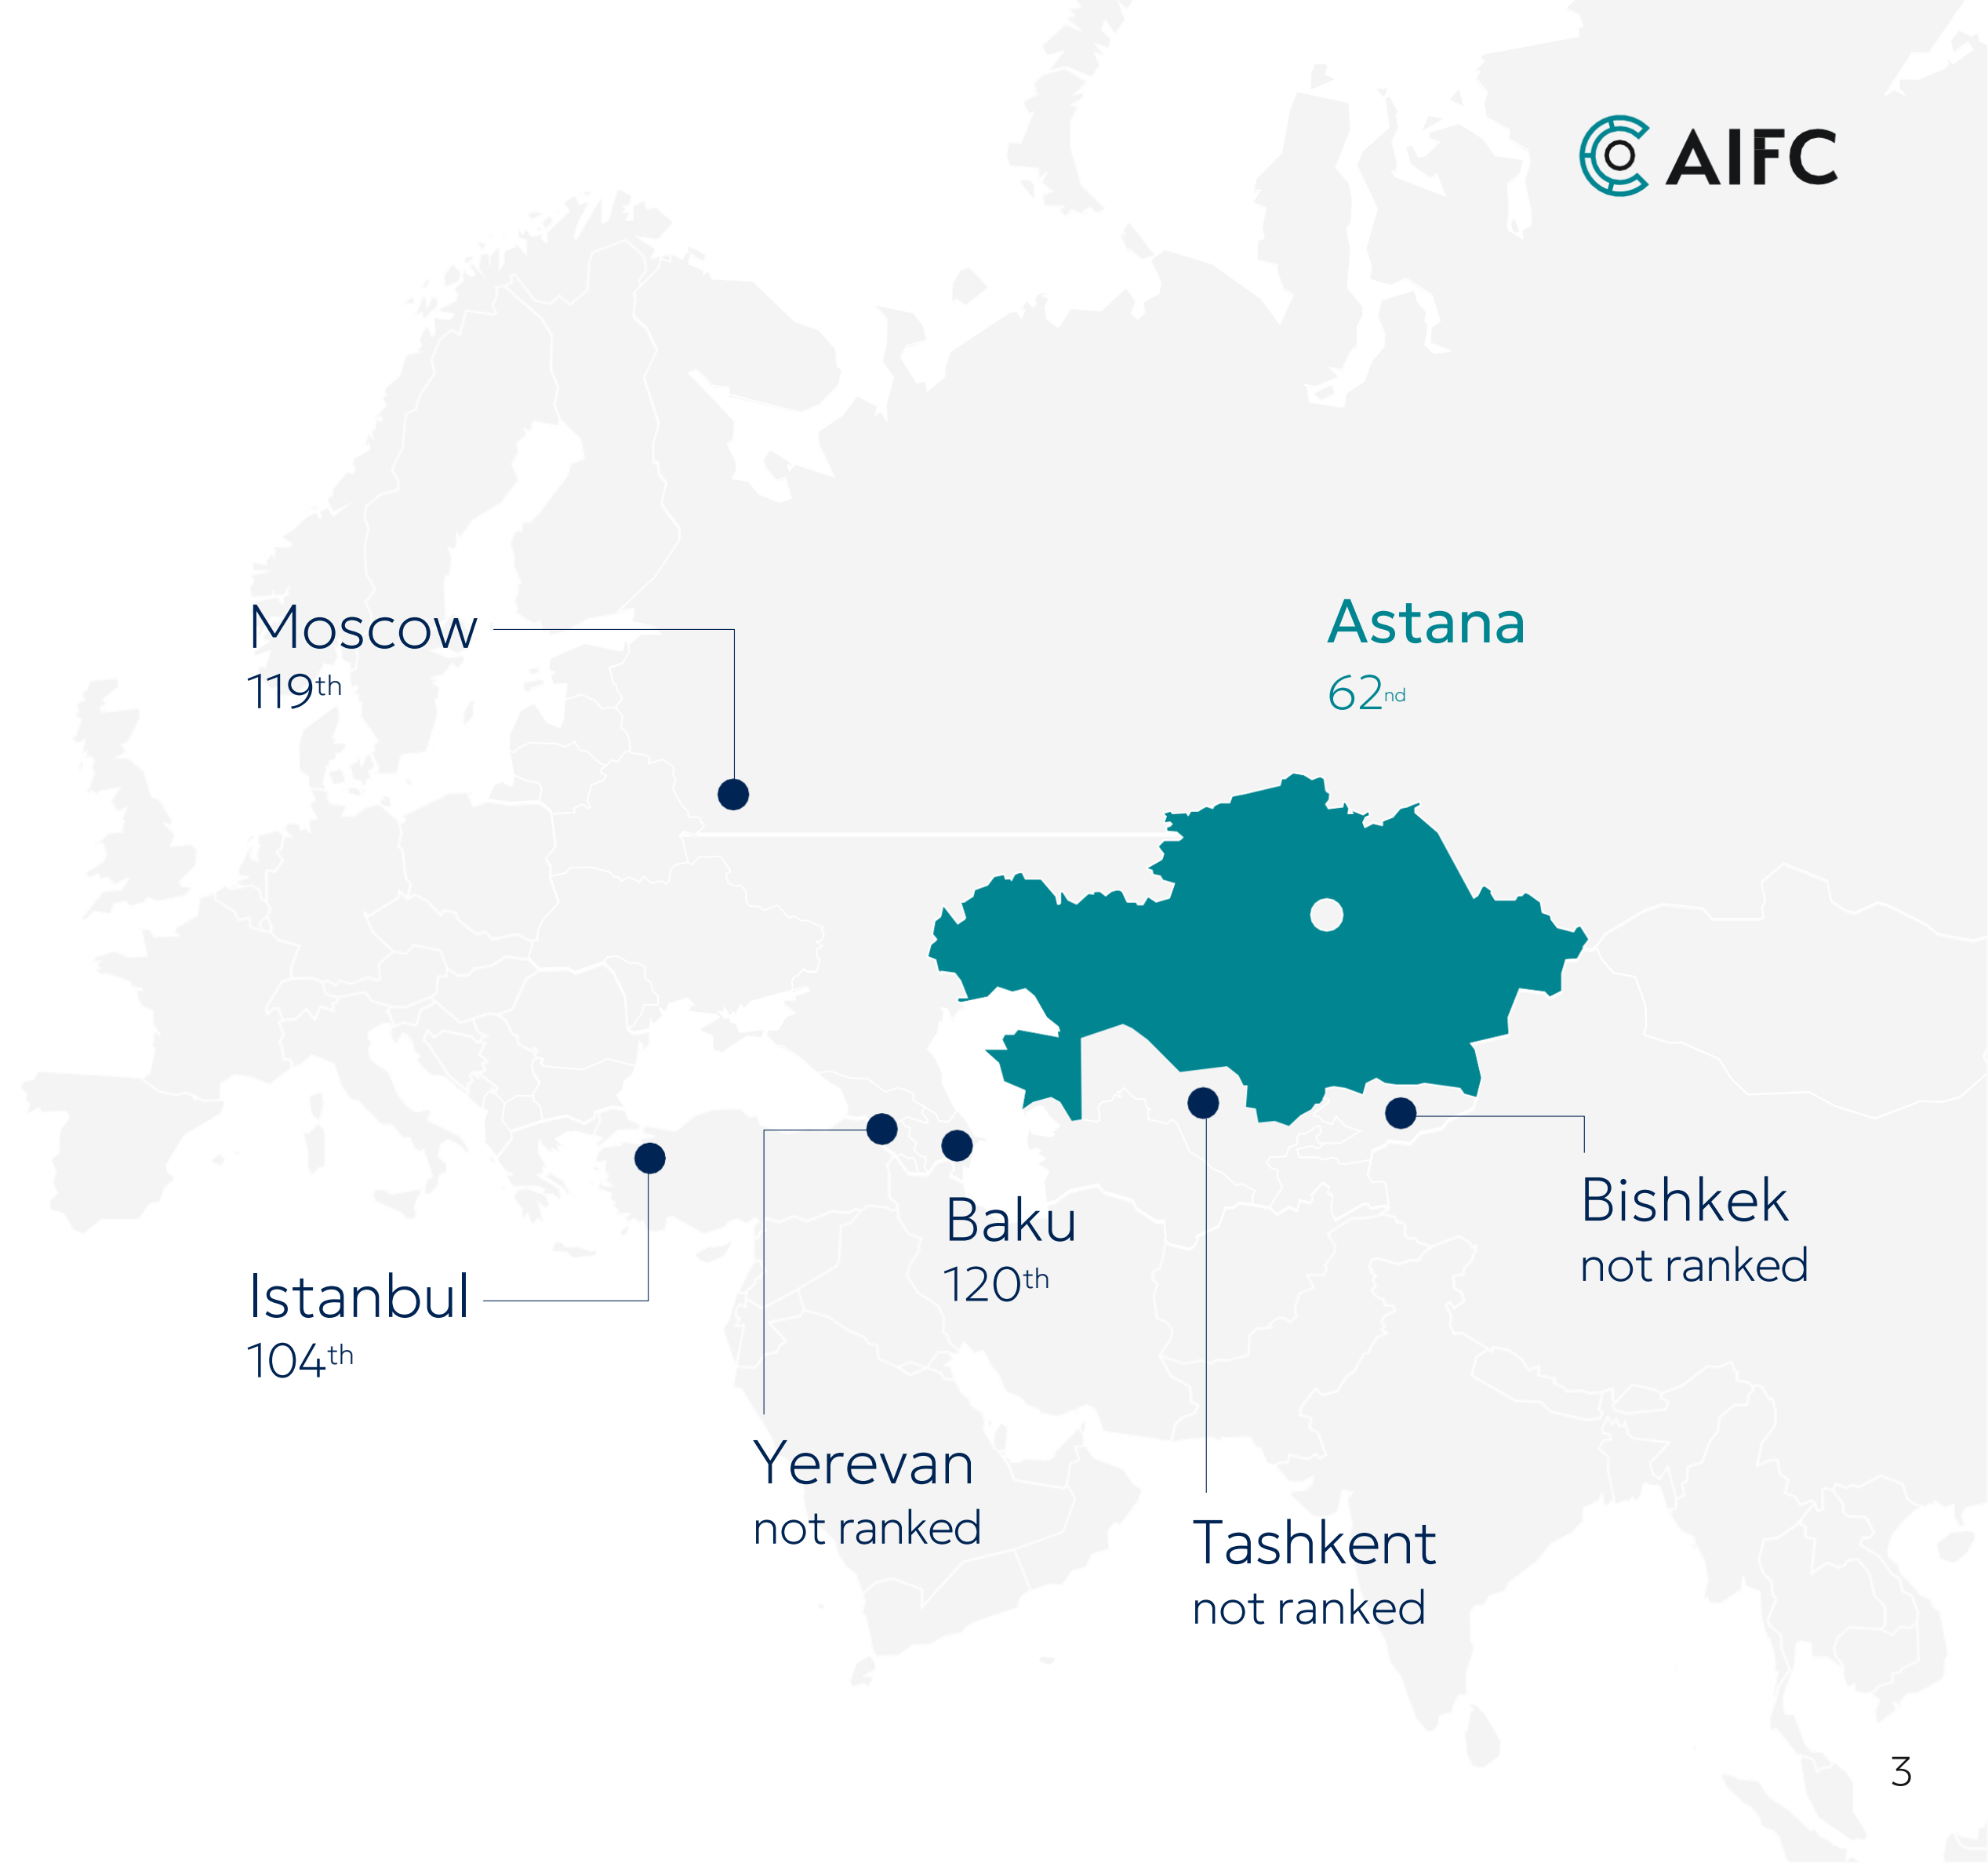 AIFC
Moscow
119th
Astana
62nd
Bishkek
not ranked
Baku
120th
Istanbul
104th
Yerevan
not ranked
Tashkent
not ranked
3